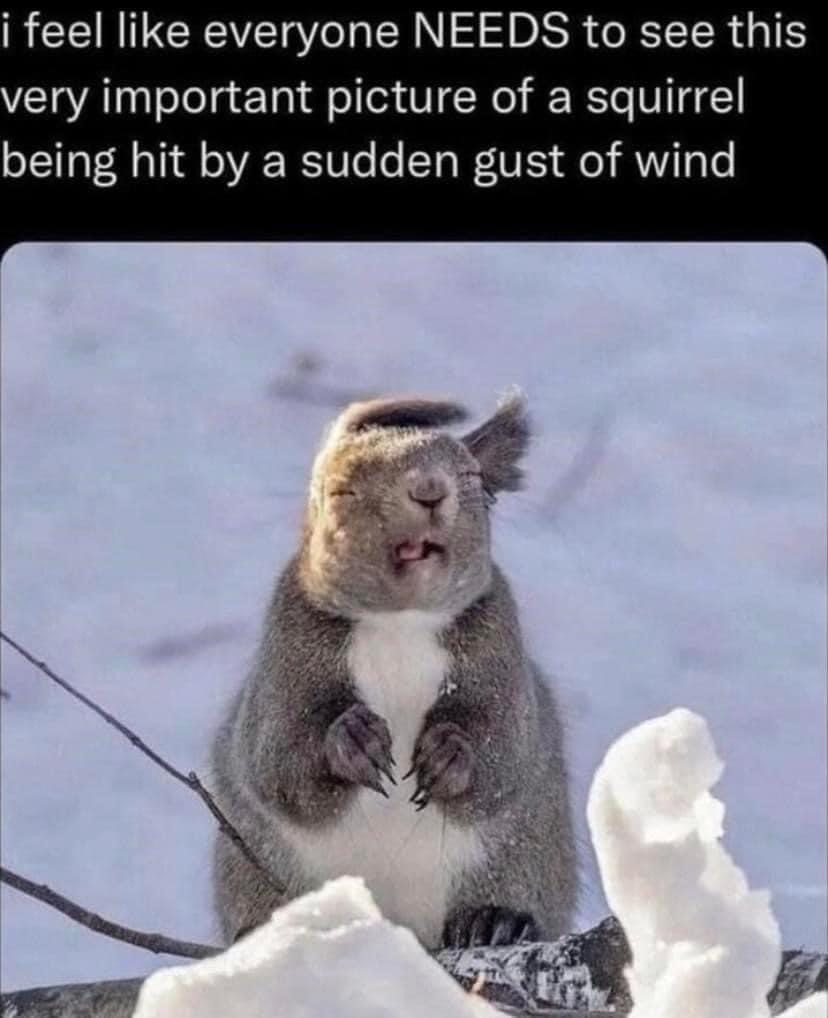 i feel like everyone NEEDS to see this
very important picture of a squirrel
being hit by a sudden gust of wind